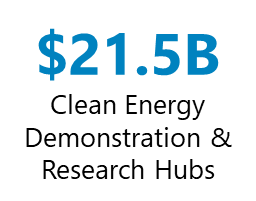 $21.5B
Clean Energy
Demonstration &
Research Hubs